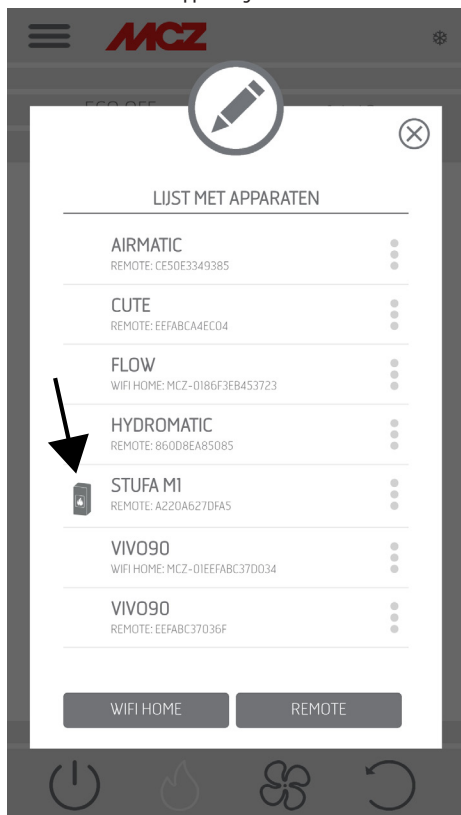 MCZ
LIJST MET APPARATEN
AIRMATIC
REMOTE: CE50E3349385
CUTE
REMOTE: EEFABCA4EC04
FLOW
WIFI HOME: MCZ-0186F3EB453723
HYDROMATIC
REMOTE: 860D8EA85085
STUFA M1
REMOTE: A220A627DFA5
VIVO90
WIFI HOME: MCZ-01EEFABC37D034
VIVO90
REMOTE: EEFABC37036F
WIFI HOME
REMOTE